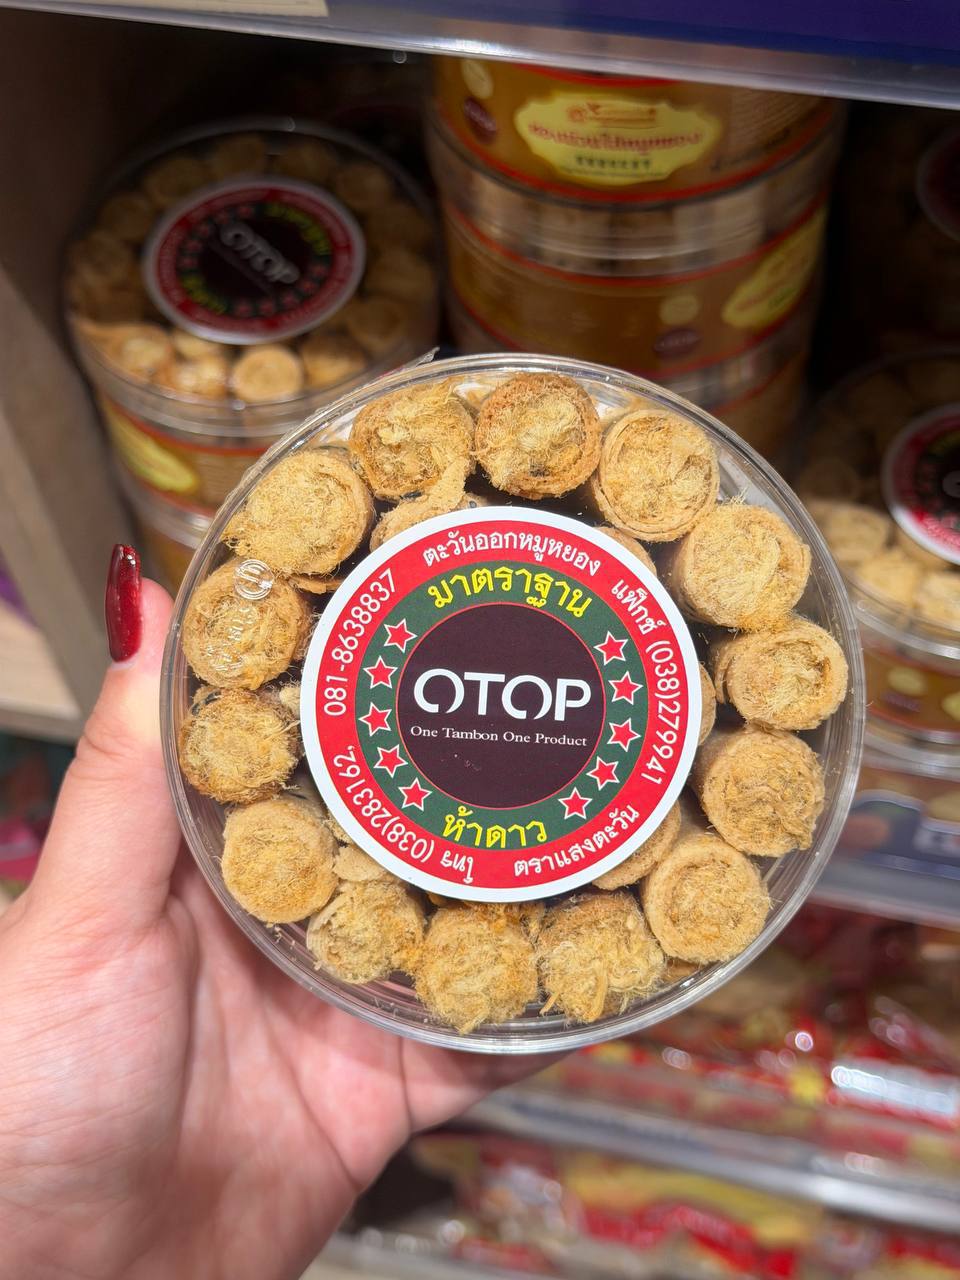 ตะวันออกหมูหยอง
แฟ็กซ์ (038)279941
ตราแสงตะวัน
โทร (038)283162, 081-8638837
มาตราฐาน
OTOP
One Tambon One Product
ห้าดาว
OTOP